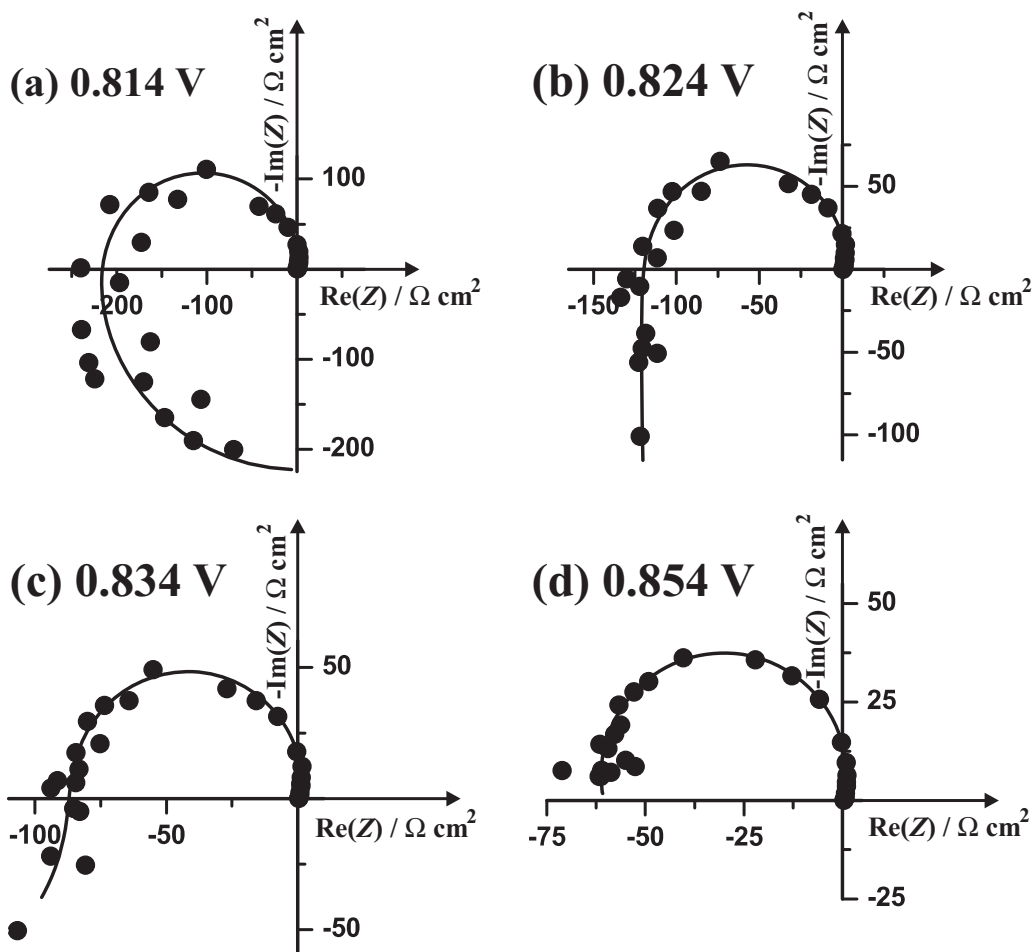 (a) 0.814 V
-Im(Z) / Ω cm²
100
-200
-100
Re(Z) / Ω cm²
-100
-200
(b) 0.824 V
-Im(Z) / Ω cm²
50
-150
-100
-50
Re(Z) / Ω cm²
-50
-100
(c) 0.834 V
-Im(Z) / Ω cm²
50
-100
-50
Re(Z) / Ω cm²
-50
(d) 0.854 V
-Im(Z) / Ω cm²
50
25
-75
-50
-25
Re(Z) / Ω cm²
-25